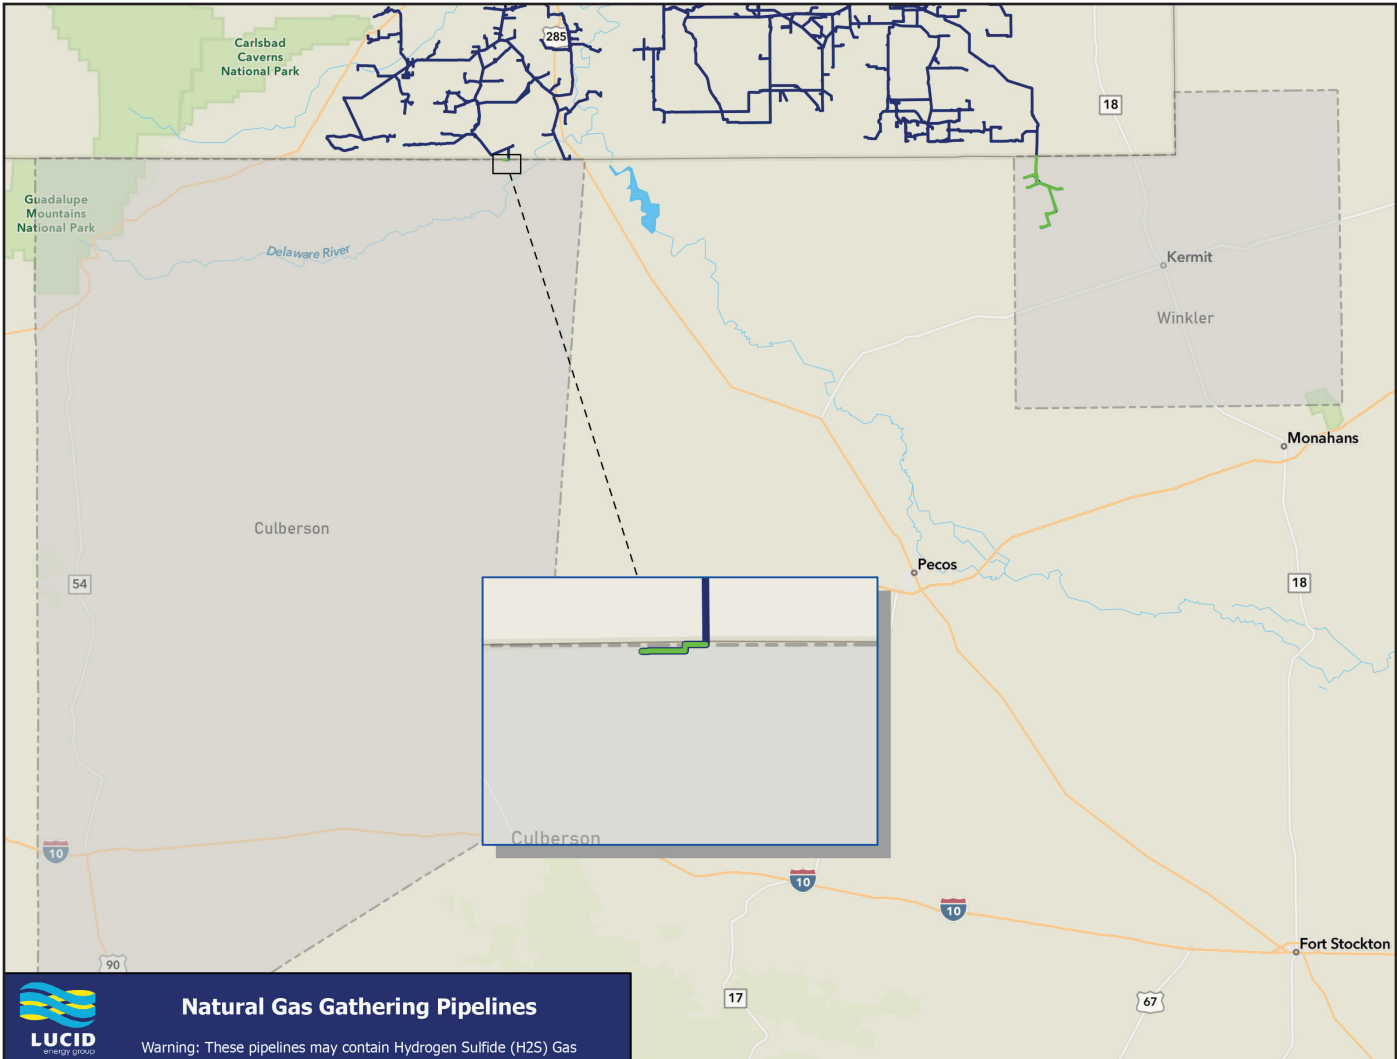 Carlsbad
Caverns
National Park
285
18
Guadalupe
Mountains
National Park
Delaware River
Kermit
Winkler
Monahans
Culberson
Pecos
54
18
Culberson
10
10
10
Fort Stockton
90
17
67
LUCID
energy group
Natural Gas Gathering Pipelines
Warning: These pipelines may contain Hydrogen Sulfide (H2S) Gas